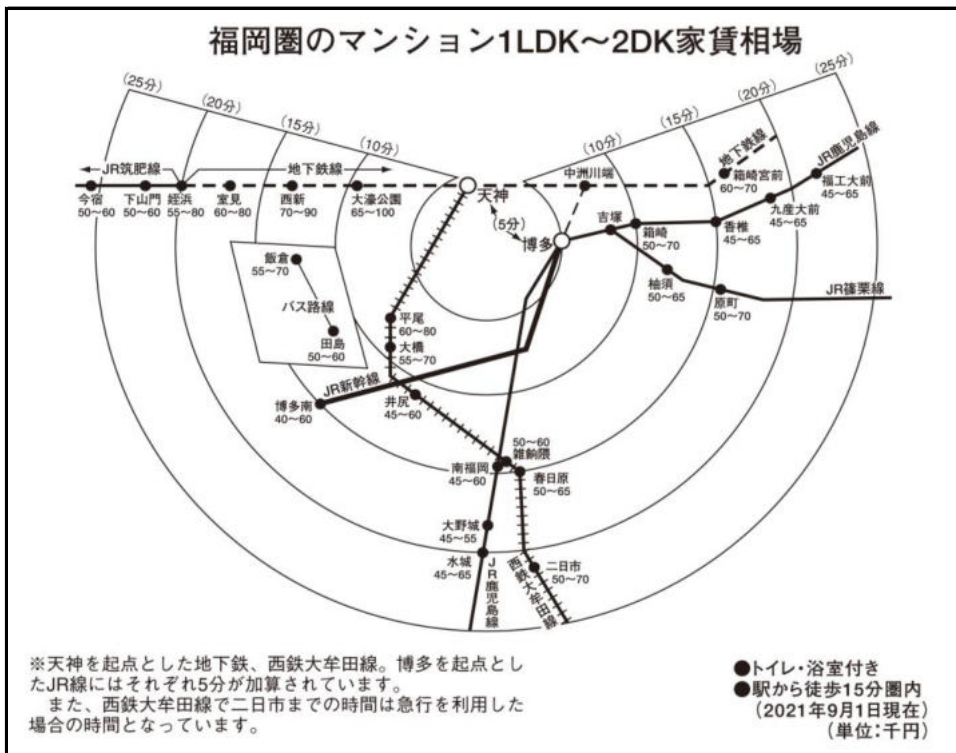 福岡圏のマンション1LDK～2DK家賃相場
(25分)
(20分)
(15分)
(10分)
(10分)
(15分)
(20分)
(25分)
JR筑肥線
地下鉄線
地下鉄線
JR鹿児島線
今宿
50～60
下山門
50～60
姪浜
55～80
室見
60～80
西新
70～90
大濠公園
65～100
天神
(5分)
博多
中洲川端
箱崎宮前
60～70
福工大前
45～65
九産大前
45～65
香椎
45～65
吉塚
箱崎
50～70
柚須
50～65
原町
50～70
JR篠栗線
飯倉
55～70
バス路線
田島
50～60
平尾
60～80
大橋
55～70
JR新幹線
博多南
40～60
井尻
45～60
50～60
雑餉隈
南福岡
45～60
春日原
50～65
大野城
45～55
水城
45～65
JR鹿児島線
西鉄大牟田線
二日市
50～70
※天神を起点とした地下鉄、西鉄大牟田線。博多を起点とし
たJR線にはそれぞれ5分が加算されています。
また、西鉄大牟田線で二日市までの時間は急行を利用した
場合の時間となっています。
●トイレ・浴室付き
●駅から徒歩15分圏内
(2021年9月1日現在)
(単位:千円)